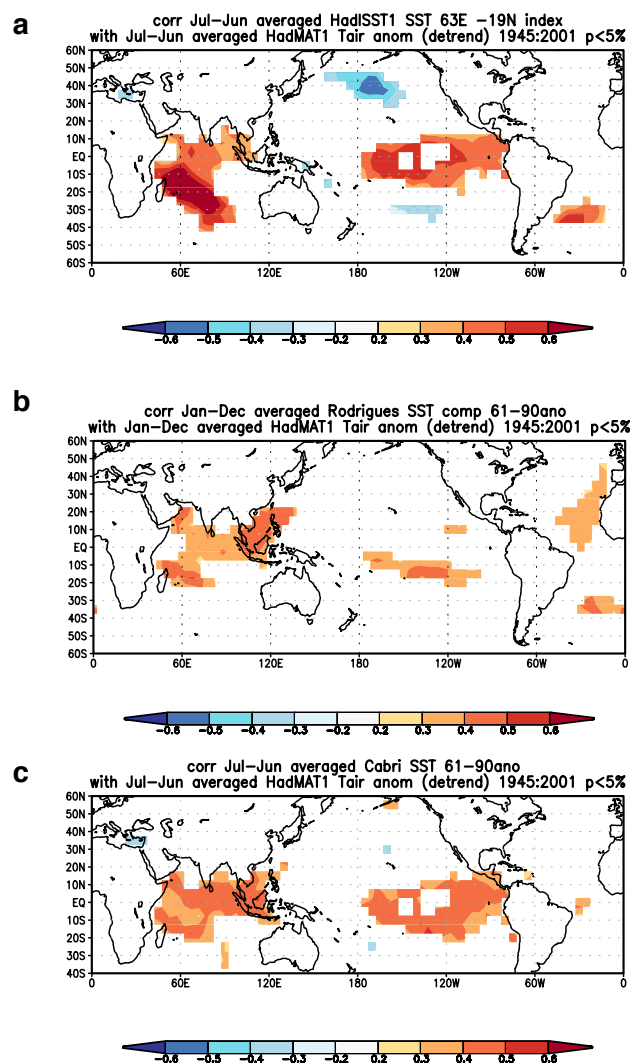 a
corr Jul-Jun averaged HadISST1 SST 63E -19N index
with Jul-Jun averaged HadMAT1 Tair anom (detrend) 1945:2001 p<5%
60N
50N
40N
30N
20N
10N
EQ
10S
20S
30S
40S
50S
60S
0 60E 120E 180 120W 60W 0
-0.6 -0.5 -0.4 -0.3 -0.2 0.2 0.3 0.4 0.5 0.6
b
corr Jan-Dec averaged Rodrigues SST comp 61-90ano
with Jan-Dec averaged HadMAT1 Tair anom (detrend) 1945:2001 p<5%
60N
50N
40N
30N
20N
10N
EQ
10S
20S
30S
40S
50S
60S
0 60E 120E 180 120W 60W 0
-0.6 -0.5 -0.4 -0.3 -0.2 0.2 0.3 0.4 0.5 0.6
c
corr Jul-Jun averaged Cabri SST 61-90ano
with Jul-Jun averaged HadMAT1 Tair anom (detrend) 1945:2001 p<5%
60N
50N
40N
30N
20N
10N
EQ
10S
20S
30S
40S
0 60E 120E 180 120W 60W 0
-0.6 -0.5 -0.4 -0.3 -0.2 0.2 0.3 0.4 0.5 0.6